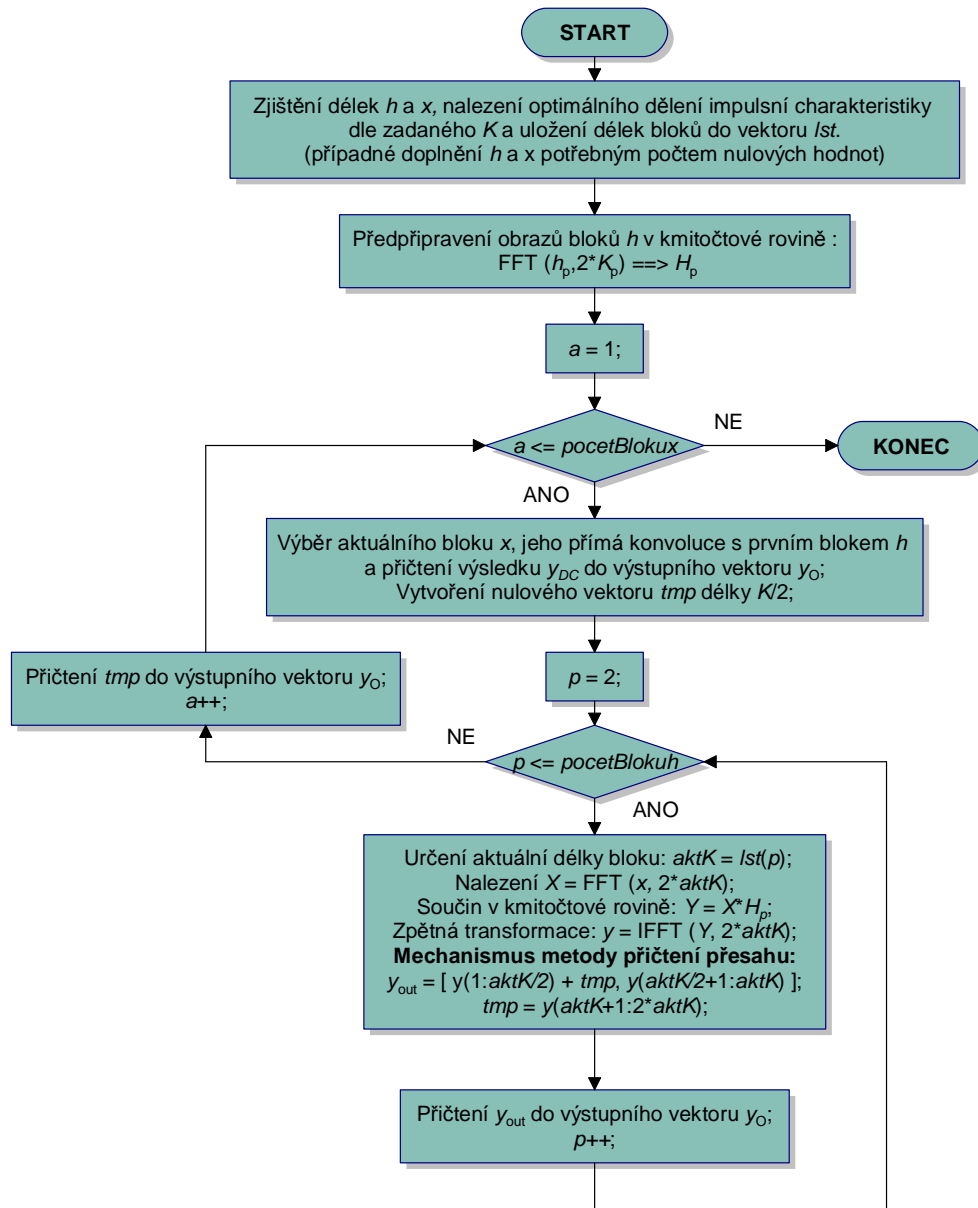 START
Zjištění délek h a x, nalezení optimálního dělení impulsní charakteristiky
dle zadaného K a uložení délek bloků do vektoru lst.
(případné doplnění h a x potřebným počtem nulových hodnot)
Předpřipravení obrazů bloků h v kmitočtové rovině :
FFT (hp,2*Kp) ==> Hp
a = 1;
a <= pocetBlokux
NE
KONEC
ANO
Výběr aktuálního bloku x, jeho přímá konvoluce s prvním blokem h
a přičtení výsledku yDC do výstupního vektoru yO;
Vytvoření nulového vektoru tmp délky K/2;
Přičtení tmp do výstupního vektoru yO;
a++;
p = 2;
NE
p <= pocetBlokuh
ANO
Určení aktuální délky bloku: aktK = lst(p);
Nalezení X = FFT (x, 2*aktK);
Součin v kmitočtové rovině: Y = X*Hp;
Zpětná transformace: y = IFFT (Y, 2*aktK);
Mechanismus metody přičtení přesahu:
yout = [ y(1:aktK/2) + tmp, y(aktK/2+1:aktK) ];
tmp = y(aktK+1:2*aktK);
Přičtení yout do výstupního vektoru yO;
p++;